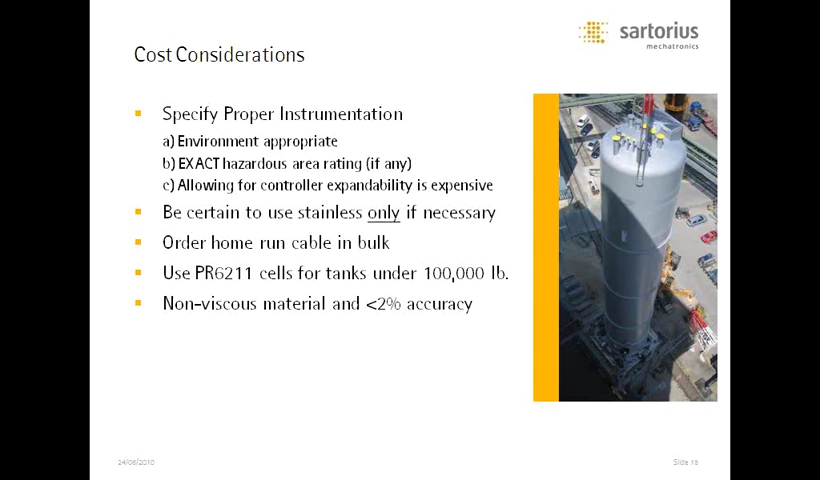 sartorius
mechatronics
Cost Considerations
Specify Proper Instrumentation
a) Environment appropriate
b) EXACT hazardous area rating (if any)
c) Allowing for controller expandability is expensive
Be certain to use stainless only if necessary
Order home run cable in bulk
Use PR6211 cells for tanks under 100,000 lb.
Non-viscous material and <2% accuracy
24/08/2010
Slide 18